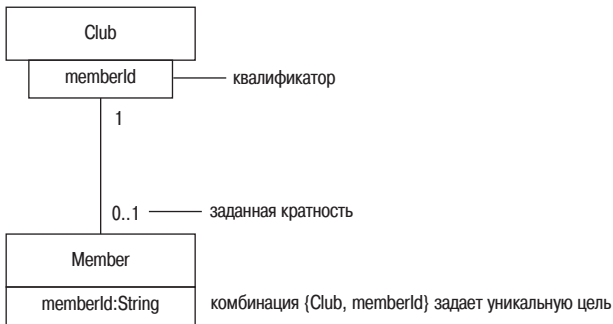 Club
memberId
квалификатор
1
0..1
заданная кратность
Member
memberId:String
комбинация {Club, memberId} задает уникальную цель